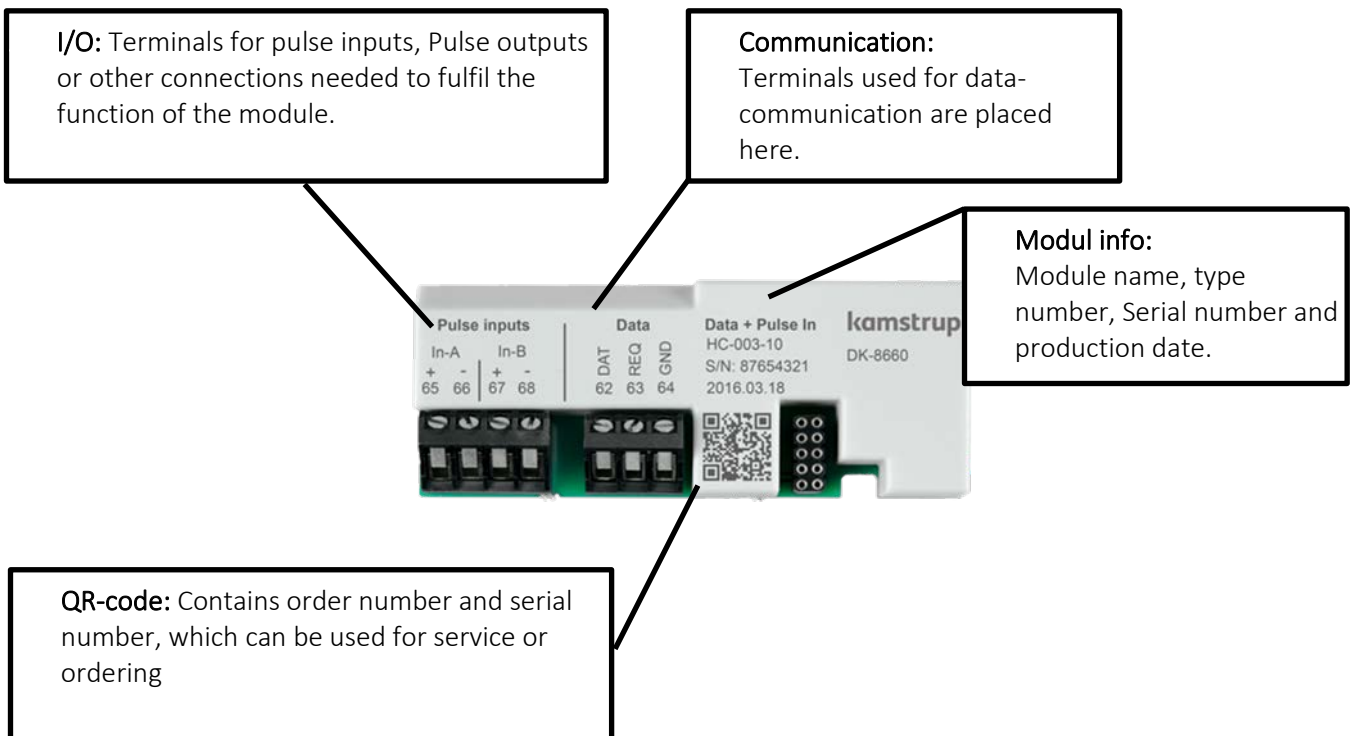 I/O: Terminals for pulse inputs, Pulse outputs
or other connections needed to fulfil the
function of the module.
Communication:
Terminals used for data-
communication are placed
here.
Modul info:
Module name, type
number, Serial number and
production date.
Pulse inputs
In-A In-B
+ - + -
65 66 67 68
Data
DAT REQ GND
62 63 64
Data + Pulse In
HC-003-10
S/N: 87654321
2016.03.18
kamstrup
DK-8660
QR-code: Contains order number and serial
number, which can be used for service or
ordering